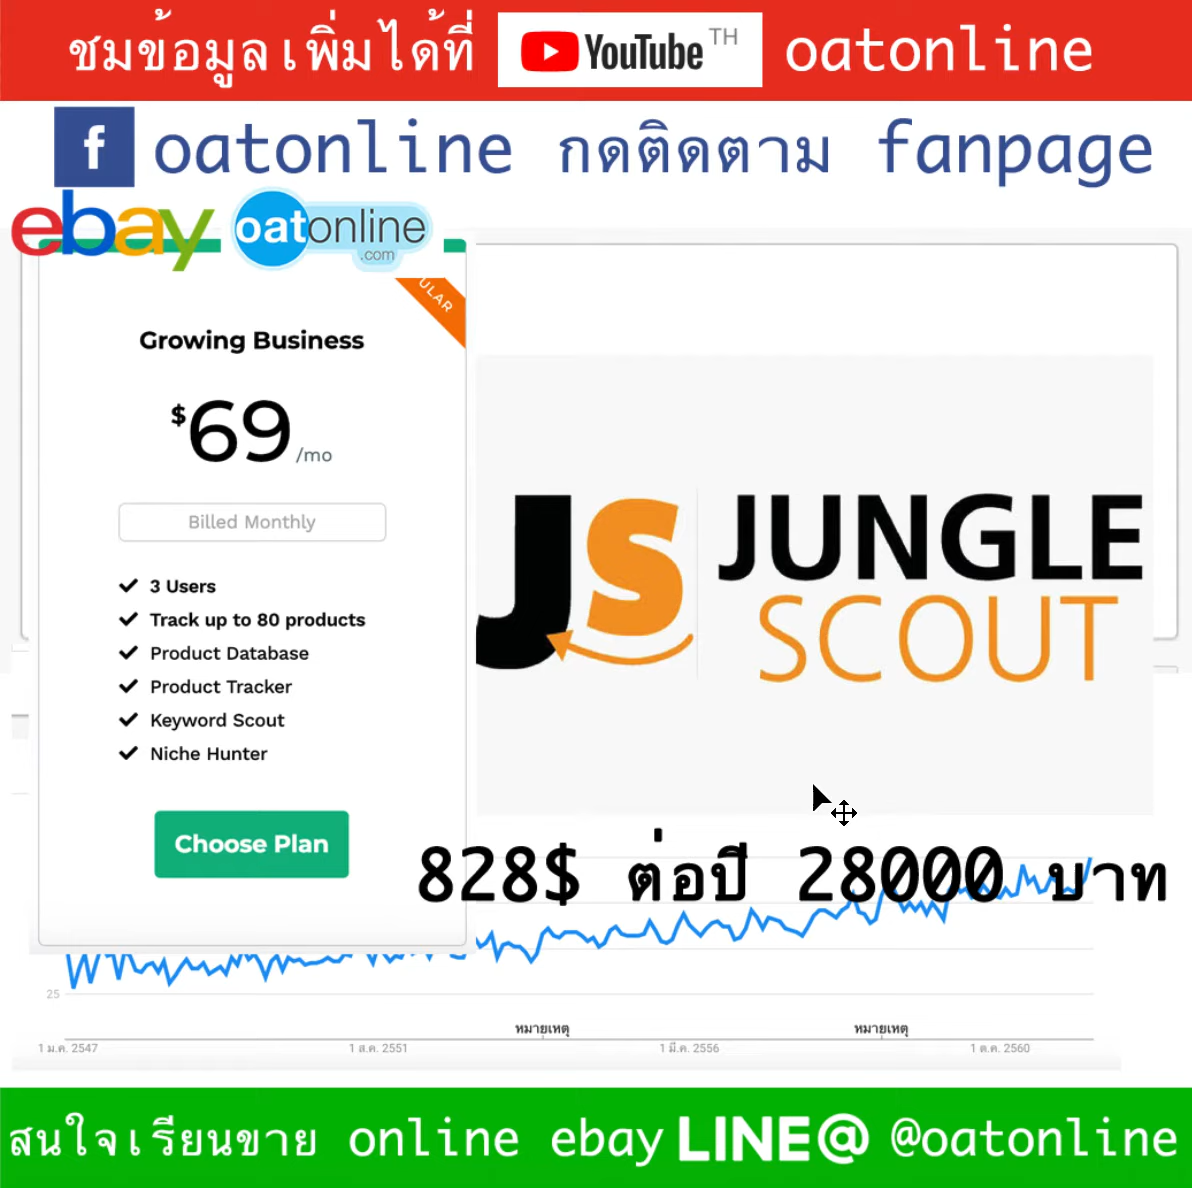 ชมข้อมูลเพิ่มได้ที่ YouTube TH oatonline
f oatonline กดติดตาม fanpage
ebay oatonline
.com
ULAR
Growing Business
$69/mo
Billed Monthly
3 Users
Track up to 80 products
Product Database
Product Tracker
Keyword Scout
Niche Hunter
Choose Plan
JS JUNGLE
SCOUT
828$ ต่อปี 28000 บาท
25
หมายเหตุ หมายเหตุ
1 ม.ค. 2547 1 ส.ค. 2551 1 มี.ค. 2556 1 ต.ค. 2560
สนใจเรียนขาย online ebay LINE@ @oatonline